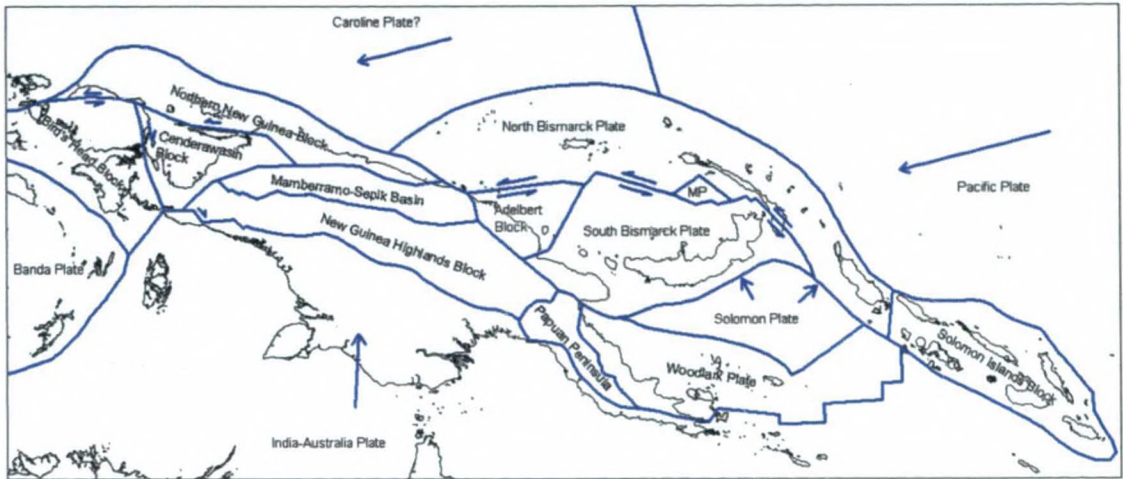 Caroline Plate?
Northern New Guinea Block
North Bismarck Plate
Bird's Head Block
Cenderawasih
Block
Pacific Plate
Mamberramo-Sepik Basin
MP
Adelbert
Block
New Guinea Highlands Block
South Bismarck Plate
Banda Plate
Solomon Plate
Papuan Peninsula
Solomon Islands Block
Woodlark Plate
India-Australia Plate